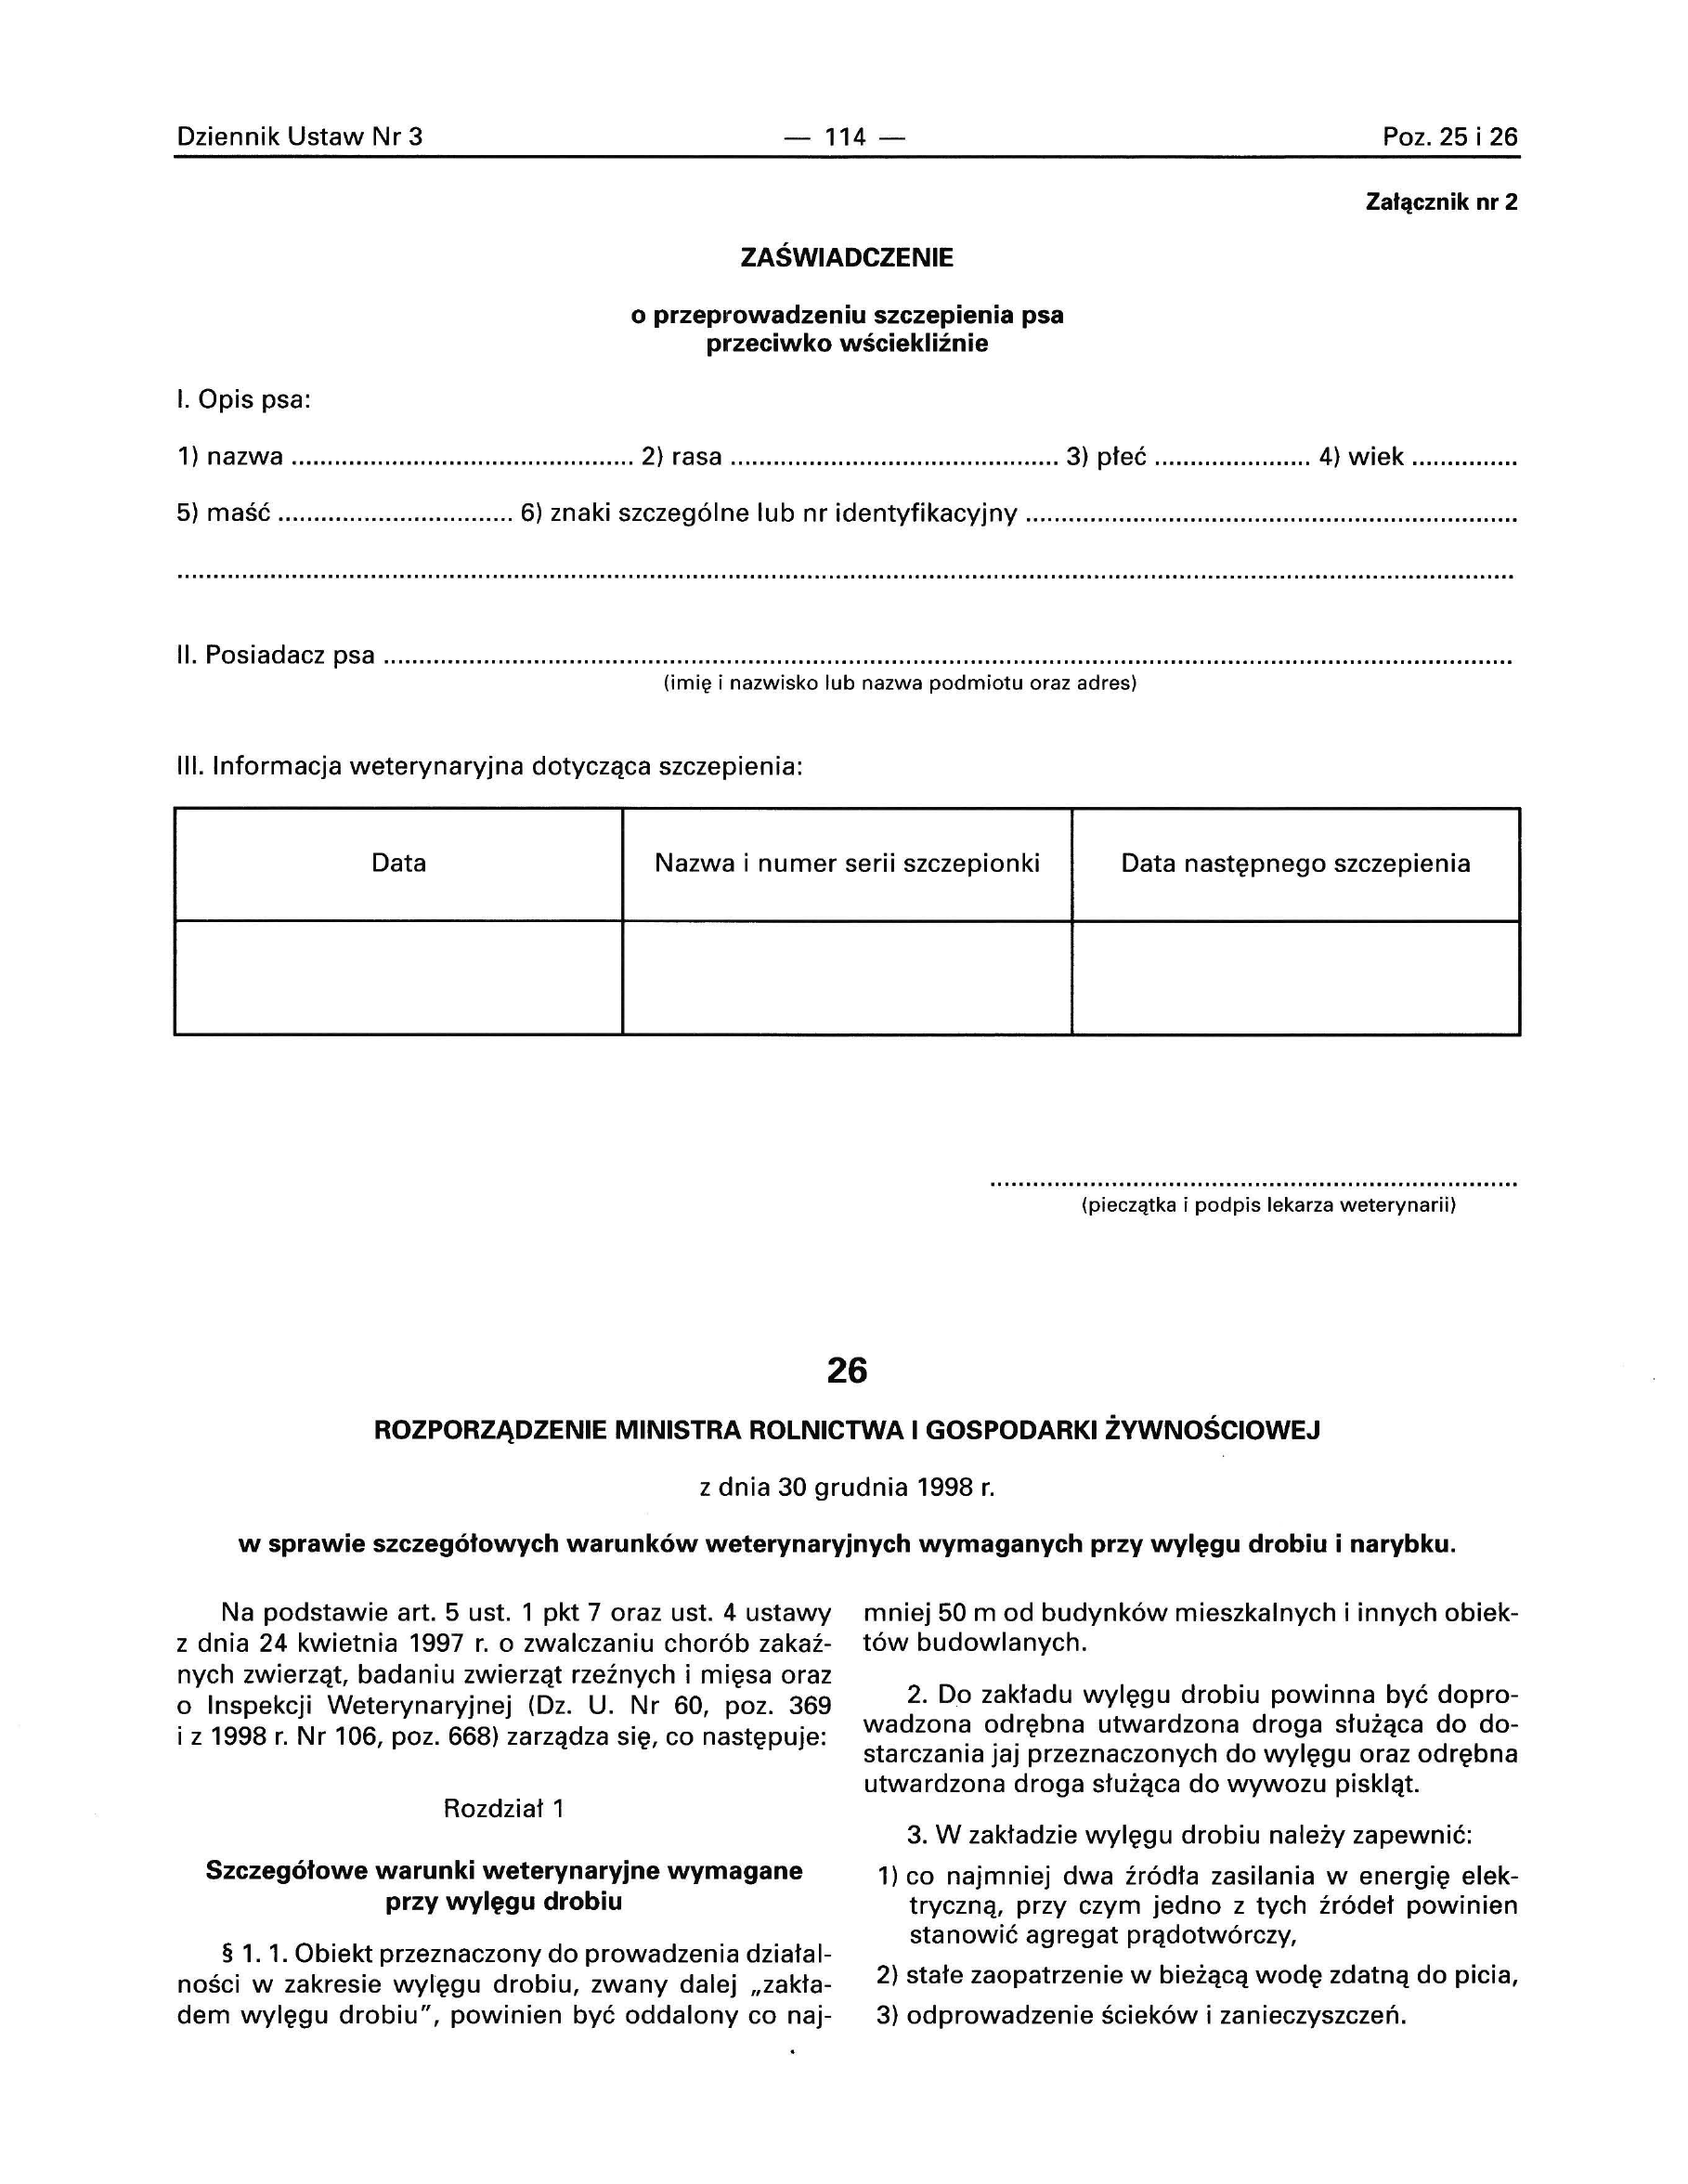 Dziennik Ustaw Nr 3 — 114 — Poz. 25 i 26
Załącznik nr 2
ZAŚWIADCZENIE
o przeprowadzeniu szczepienia psa
przeciwko wściekliźnie
I. Opis psa:
1) nazwa ................................................ 2) rasa .............................................. 3) płeć ...................... 4) wiek ...............
5) maść ................................. 6) znaki szczególne lub nr identyfikacyjny .....................................................................
............................................................................................................................................................................................
II. Posiadacz psa ...............................................................................................................................................................
(imię i nazwisko lub nazwa podmiotu oraz adres)
III. Informacja weterynaryjna dotycząca szczepienia:
Data Nazwa i numer serii szczepionki Data następnego szczepienia
..........................................................................
(pieczątka i podpis lekarza weterynarii)
26
ROZPORZĄDZENIE MINISTRA ROLNICTWA I GOSPODARKI ŻYWNOŚCIOWEJ
z dnia 30 grudnia 1998 r.
w sprawie szczegółowych warunków weterynaryjnych wymaganych przy wylęgu drobiu i narybku.
Na podstawie art. 5 ust. 1 pkt 7 oraz ust. 4 ustawy
z dnia 24 kwietnia 1997 r. o zwalczaniu chorób zakaź-
nych zwierząt, badaniu zwierząt rzeźnych i mięsa oraz
o Inspekcji Weterynaryjnej (Dz. U. Nr 60, poz. 369
i z 1998 r. Nr 106, poz. 668) zarządza się, co następuje:
Rozdział 1
Szczegółowe warunki weterynaryjne wymagane
przy wylęgu drobiu
§ 1. 1. Obiekt przeznaczony do prowadzenia działal-
ności w zakresie wylęgu drobiu, zwany dalej „zakła-
dem wylęgu drobiu”, powinien być oddalony co naj-
mniej 50 m od budynków mieszkalnych i innych obiek-
tów budowlanych.
2. Do zakładu wylęgu drobiu powinna być dopro-
wadzona odrębna utwardzona droga służąca do do-
starczania jaj przeznaczonych do wylęgu oraz odrębna
utwardzona droga służąca do wywozu piskląt.
3. W zakładzie wylęgu drobiu należy zapewnić:
1) co najmniej dwa źródła zasilania w energię elek-
tryczną, przy czym jedno z tych źródeł powinien
stanowić agregat prądotwórczy,
2) stałe zaopatrzenie w bieżącą wodę zdatną do picia,
3) odprowadzenie ścieków i zanieczyszczeń.